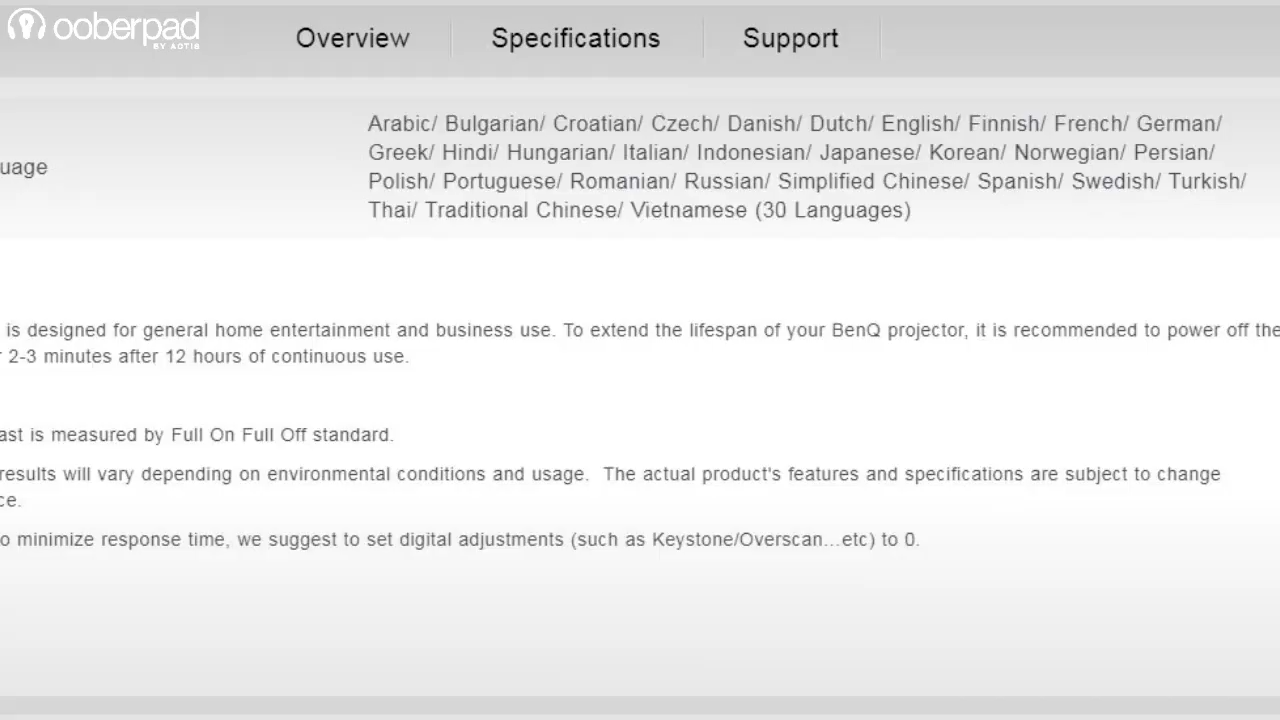 ooberpad
BY AOTIS
Overview
Specifications
Support
uage
Arabic/ Bulgarian/ Croatian/ Czech/ Danish/ Dutch/ English/ Finnish/ French/ German/
Greek/ Hindi/ Hungarian/ Italian/ Indonesian/ Japanese/ Korean/ Norwegian/ Persian/
Polish/ Portuguese/ Romanian/ Russian/ Simplified Chinese/ Spanish/ Swedish/ Turkish/
Thai/ Traditional Chinese/ Vietnamese (30 Languages)
is designed for general home entertainment and business use. To extend the lifespan of your BenQ projector, it is recommended to power off the
2-3 minutes after 12 hours of continuous use.
ast is measured by Full On Full Off standard.
results will vary depending on environmental conditions and usage. The actual product's features and specifications are subject to change
ce.
o minimize response time, we suggest to set digital adjustments (such as Keystone/Overscan...etc) to 0.